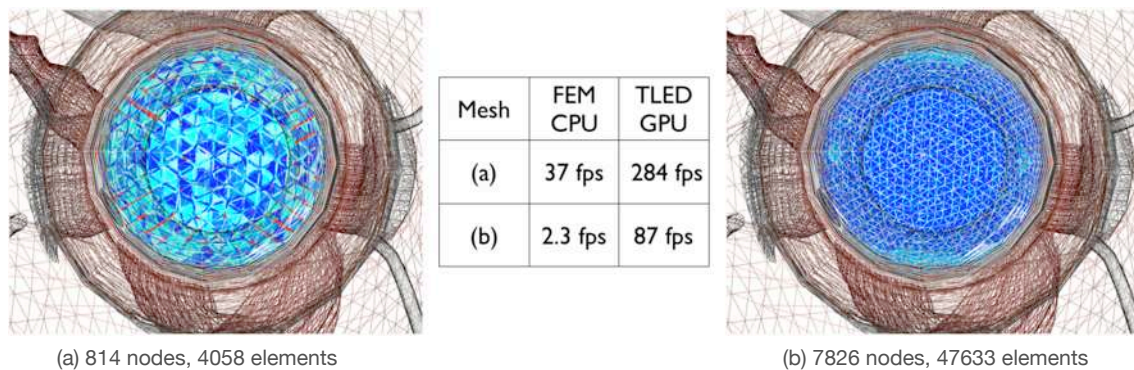 Mesh FEM CPU TLED GPU
(a) 37 fps 284 fps
(b) 2.3 fps 87 fps
(a) 814 nodes, 4058 elements
(b) 7826 nodes, 47633 elements